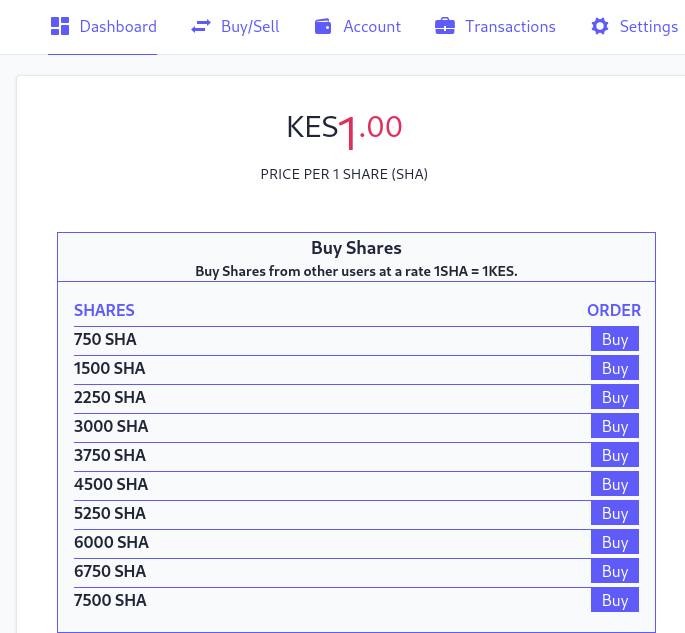 Dashboard Buy/Sell Account Transactions Settings
KES1.00
PRICE PER 1 SHARE (SHA)
Buy Shares
Buy Shares from other users at a rate 1SHA = 1KES.
SHARES ORDER
750 SHA Buy
1500 SHA Buy
2250 SHA Buy
3000 SHA Buy
3750 SHA Buy
4500 SHA Buy
5250 SHA Buy
6000 SHA Buy
6750 SHA Buy
7500 SHA Buy